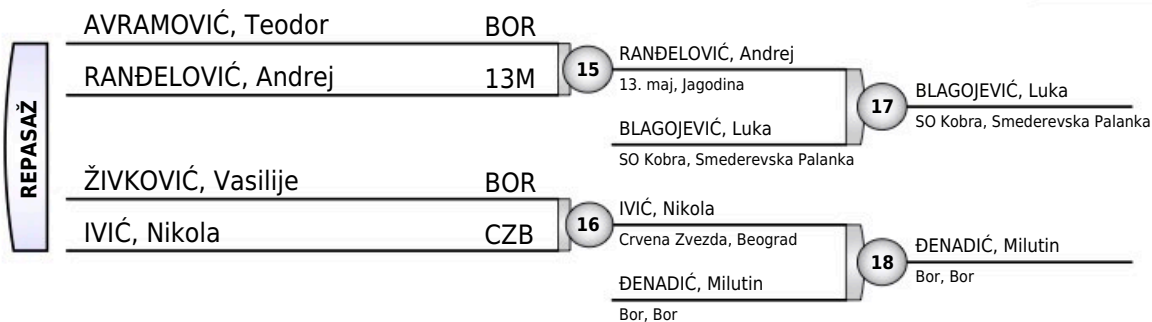 REPASAŽ
AVRAMOVIĆ, Teodor BOR
RANĐELOVIĆ, Andrej 13M
15
RANĐELOVIĆ, Andrej
13. maj, Jagodina
BLAGOJEVIĆ, Luka
SO Kobra, Smederevska Palanka
17
BLAGOJEVIĆ, Luka
SO Kobra, Smederevska Palanka
ŽIVKOVIĆ, Vasilije BOR
IVIĆ, Nikola CZB
16
IVIĆ, Nikola
Crvena Zvezda, Beograd
ĐENADIĆ, Milutin
Bor, Bor
18
ĐENADIĆ, Milutin
Bor, Bor